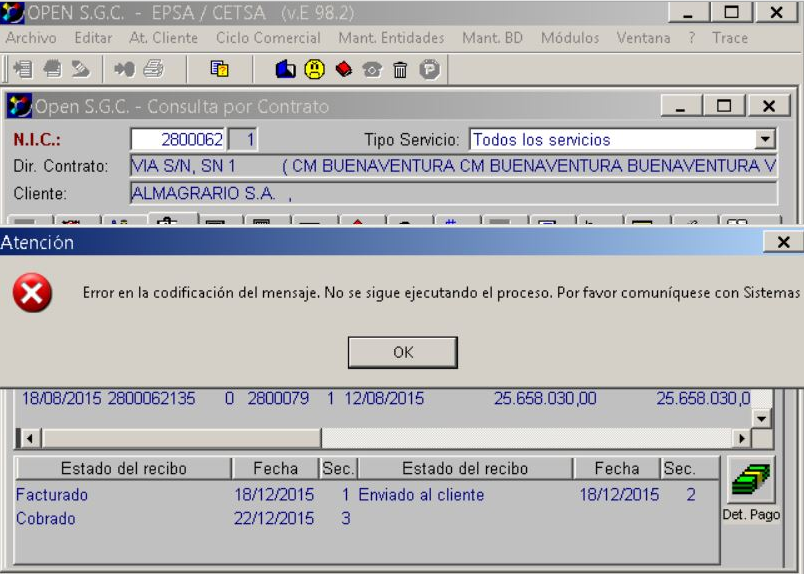 OPEN S.G.C. - EPSA / CETSA (v.E 98.2)
Archivo Editar At. Cliente Ciclo Comercial Mant. Entidades Mant. BD Módulos Ventana ? Trace
Open S.G.C. - Consulta por Contrato
N.I.C.: 2800062 1 Tipo Servicio: Todos los servicios
Dir. Contrato: VIA S/N, SN 1 ( CM BUENAVENTURA CM BUENAVENTURA BUENAVENTURA V
Cliente: ALMAGRARIO S.A. ,
Atención
Error en la codificación del mensaje. No se sigue ejecutando el proceso. Por favor comuníquese con Sistemas
OK
18/08/2015 2800062135 0 2800079 1 12/08/2015 25.658.030,00 25.658.030,0
Estado del recibo Fecha Sec. Estado del recibo Fecha Sec.
Facturado 18/12/2015 1 Enviado al cliente 18/12/2015 2
Cobrado 22/12/2015 3
Det. Pago